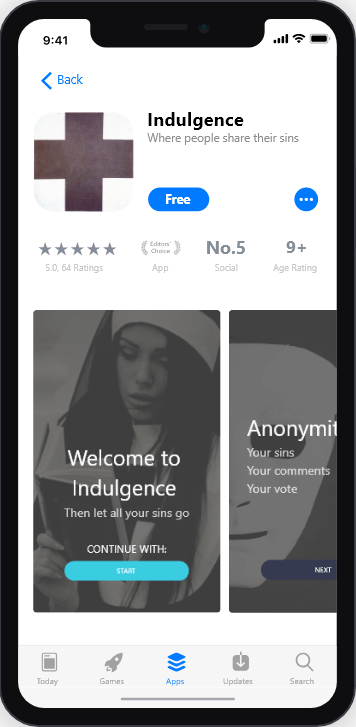 9:41
Back
Indulgence
Where people share their sins
Free
★★★★★ Editors' Choice No.5 9+
5.0, 64 Ratings App Social Age Rating
Welcome to
Indulgence
Then let all your sins go
CONTINUE WITH:
START
Anonymit
Your sins
Your comments
Your vote
NEXT
Today Games Apps Updates Search